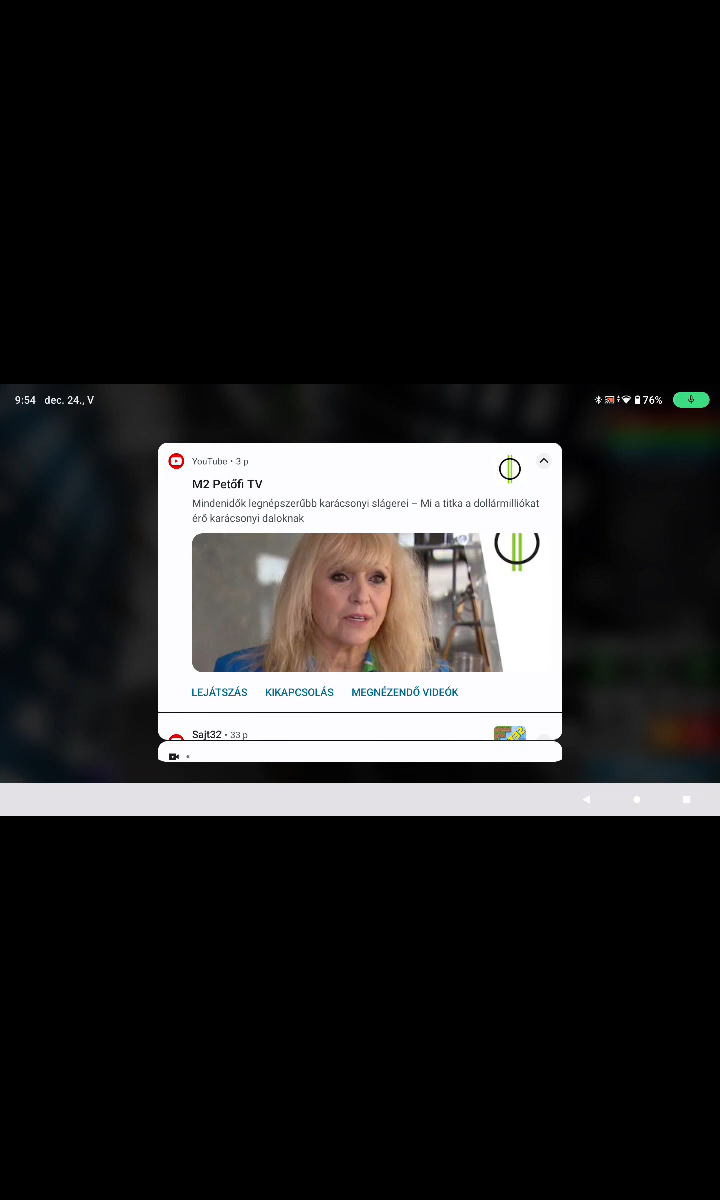 9:54 dec. 24., V
76%
YouTube • 3 p
M2 Petőfi TV
Mindenidők legnépszerűbb karácsonyi slágerei – Mi a titka a dollármilliókat
érő karácsonyi daloknak
LEJÁTSZÁS KIKAPCSOLÁS MEGNÉZENDŐ VIDEÓK
Sajt32 • 33 p